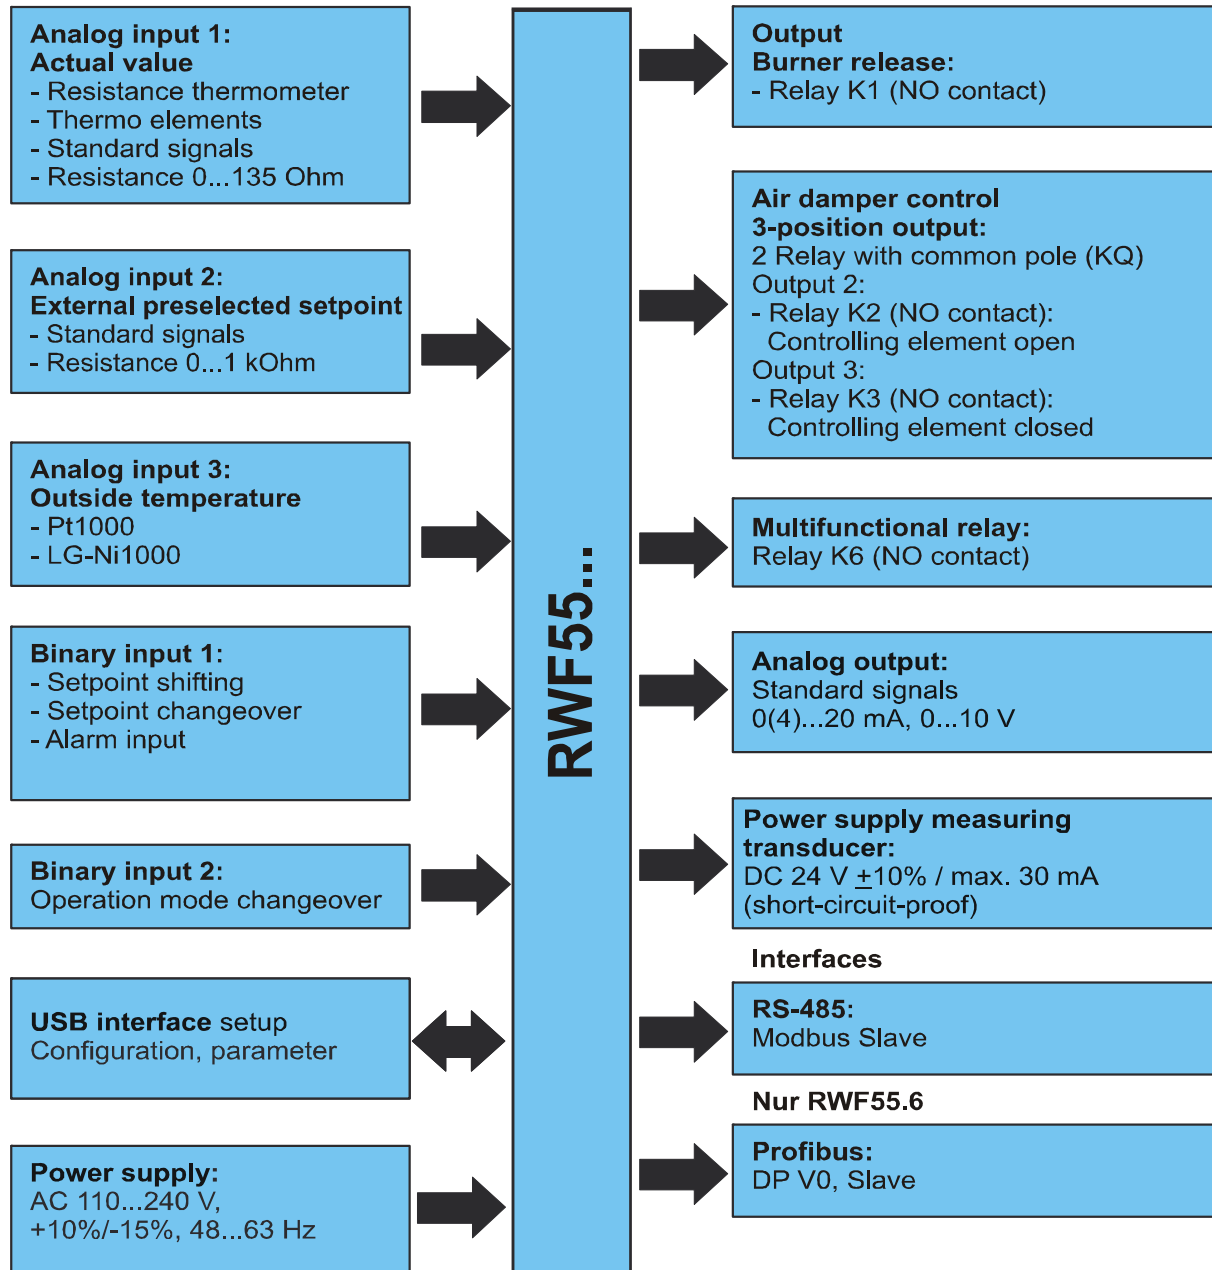 Analog input 1:
Actual value
- Resistance thermometer
- Thermo elements
- Standard signals
- Resistance 0...135 Ohm
Analog input 2:
External preselected setpoint
- Standard signals
- Resistance 0...1 kOhm
Analog input 3:
Outside temperature
- Pt1000
- LG-Ni1000
Binary input 1:
- Setpoint shifting
- Setpoint changeover
- Alarm input
Binary input 2:
Operation mode changeover
USB interface setup
Configuration, parameter
Power supply:
AC 110...240 V,
+10%/-15%, 48...63 Hz
RWF55...
Output
Burner release:
- Relay K1 (NO contact)
Air damper control
3-position output:
2 Relay with common pole (KQ)
Output 2:
- Relay K2 (NO contact):
Controlling element open
Output 3:
- Relay K3 (NO contact):
Controlling element closed
Multifunctional relay:
Relay K6 (NO contact)
Analog output:
Standard signals
0(4)...20 mA, 0...10 V
Power supply measuring
transducer:
DC 24 V ±10% / max. 30 mA
(short-circuit-proof)
Interfaces
RS-485:
Modbus Slave
Nur RWF55.6
Profibus:
DP V0, Slave